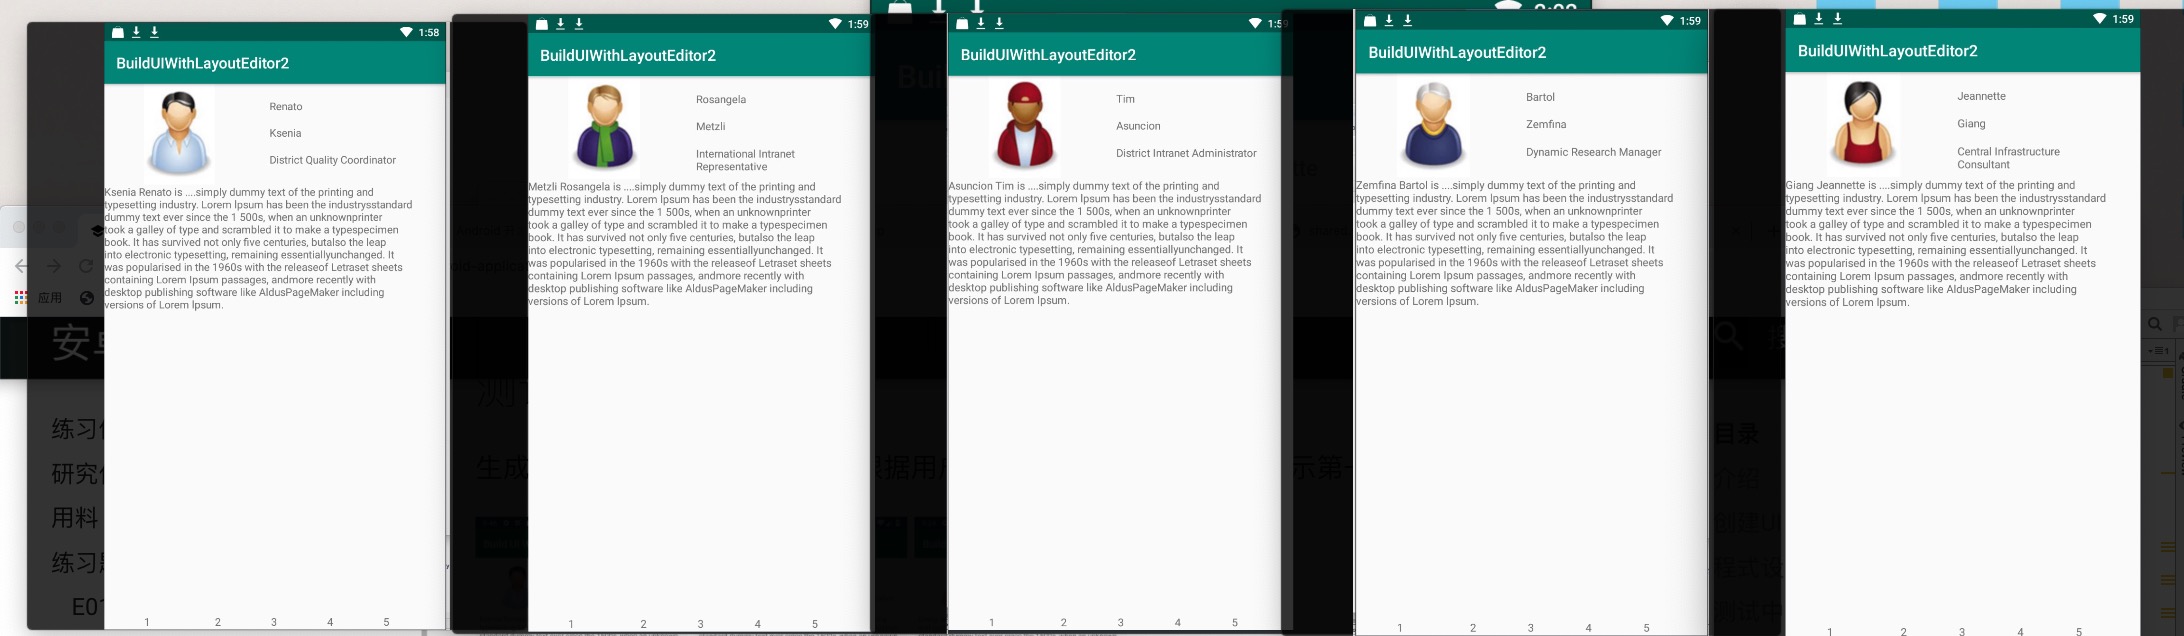 1:58
BuildUIWithLayoutEditor2
Renato
Ksenia
District Quality Coordinator
Ksenia Renato is ....simply dummy text of the printing and
typesetting industry. Lorem Ipsum has been the industrysstandard
dummy text ever since the 1 500s, when an unknownprinter
took a galley of type and scrambled it to make a typespecimen
book. It has survived not only five centuries, butalso the leap
into electronic typesetting, remaining essentiallyunchanged. It
was popularised in the 1960s with the releaseof Letraset sheets
containing Lorem Ipsum passages, andmore recently with
desktop publishing software like AldusPageMaker including
versions of Lorem Ipsum.
1 2 3 4 5
1:59
BuildUIWithLayoutEditor2
Rosangela
Metzli
International Intranet
Representative
Metzli Rosangela is ....simply dummy text of the printing and
typesetting industry. Lorem Ipsum has been the industrysstandard
dummy text ever since the 1 500s, when an unknownprinter
took a galley of type and scrambled it to make a typespecimen
book. It has survived not only five centuries, butalso the leap
into electronic typesetting, remaining essentiallyunchanged. It
was popularised in the 1960s with the releaseof Letraset sheets
containing Lorem Ipsum passages, andmore recently with
desktop publishing software like AldusPageMaker including
versions of Lorem Ipsum.
1 2 3 4 5
1:59
BuildUIWithLayoutEditor2
Tim
Asuncion
District Intranet Administrator
Asuncion Tim is ....simply dummy text of the printing and
typesetting industry. Lorem Ipsum has been the industrysstandard
dummy text ever since the 1 500s, when an unknownprinter
took a galley of type and scrambled it to make a typespecimen
book. It has survived not only five centuries, butalso the leap
into electronic typesetting, remaining essentiallyunchanged. It
was popularised in the 1960s with the releaseof Letraset sheets
containing Lorem Ipsum passages, andmore recently with
desktop publishing software like AldusPageMaker including
versions of Lorem Ipsum.
1 2 3 4 5
1:59
BuildUIWithLayoutEditor2
Bartol
Zemfina
Dynamic Research Manager
Zemfina Bartol is ....simply dummy text of the printing and
typesetting industry. Lorem Ipsum has been the industrysstandard
dummy text ever since the 1 500s, when an unknownprinter
took a galley of type and scrambled it to make a typespecimen
book. It has survived not only five centuries, butalso the leap
into electronic typesetting, remaining essentiallyunchanged. It
was popularised in the 1960s with the releaseof Letraset sheets
containing Lorem Ipsum passages, andmore recently with
desktop publishing software like AldusPageMaker including
versions of Lorem Ipsum.
1 2 3 4 5
1:59
BuildUIWithLayoutEditor2
Jeannette
Giang
Central Infrastructure
Consultant
Giang Jeannette is ....simply dummy text of the printing and
typesetting industry. Lorem Ipsum has been the industrysstandard
dummy text ever since the 1 500s, when an unknownprinter
took a galley of type and scrambled it to make a typespecimen
book. It has survived not only five centuries, butalso the leap
into electronic typesetting, remaining essentiallyunchanged. It
was popularised in the 1960s with the releaseof Letraset sheets
containing Lorem Ipsum passages, andmore recently with
desktop publishing software like AldusPageMaker including
versions of Lorem Ipsum.
1 2 3 4 5
应用
安
练习
研究
用料
练习
E01